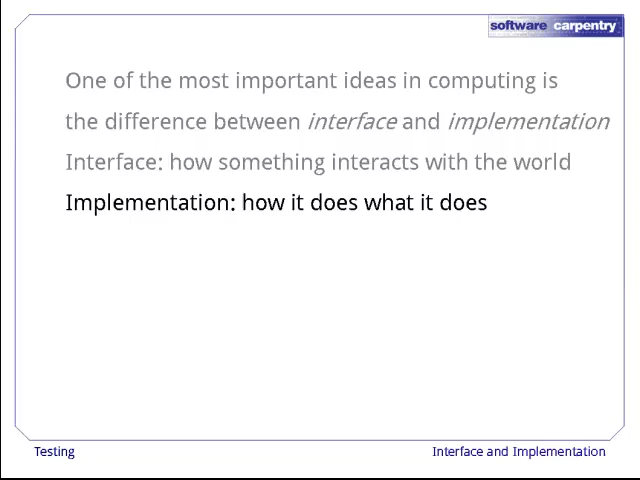 software carpentry
One of the most important ideas in computing is
the difference between interface and implementation
Interface: how something interacts with the world
Implementation: how it does what it does
Testing
Interface and Implementation